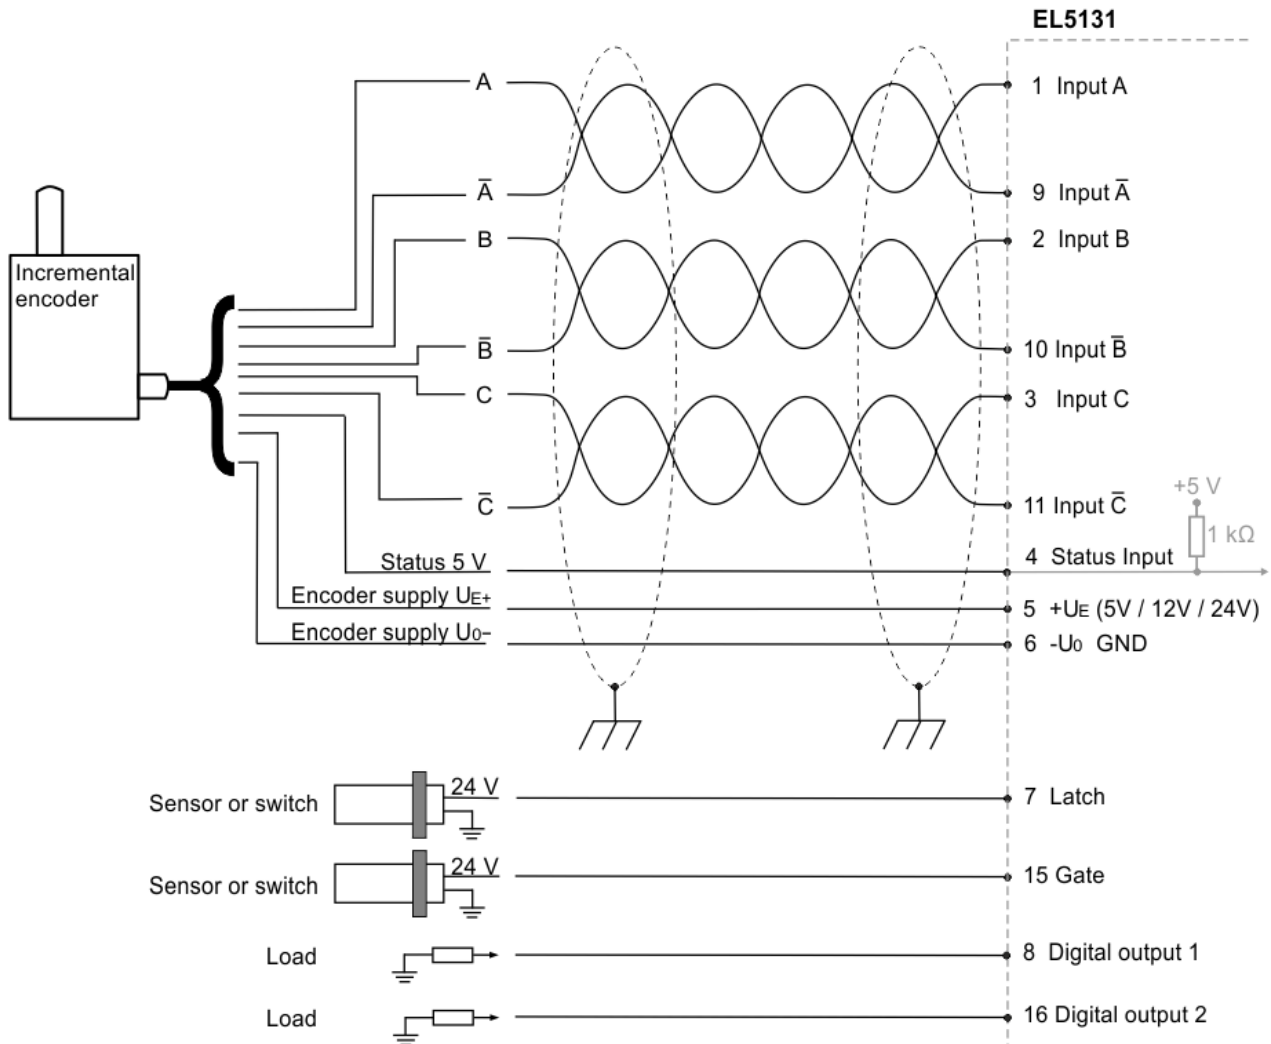 EL5131
A
1 Input A
A̅
9 Input A̅
B
2 Input B
Incremental
encoder
B̅
10 Input B̅
C
3 Input C
C̅
11 Input C̅
+5 V
1 kΩ
Status 5 V
4 Status Input
Encoder supply UE+
5 +UE (5V / 12V / 24V)
Encoder supply U0–
6 -U0 GND
Sensor or switch
24 V
7 Latch
Sensor or switch
24 V
15 Gate
Load
8 Digital output 1
Load
16 Digital output 2